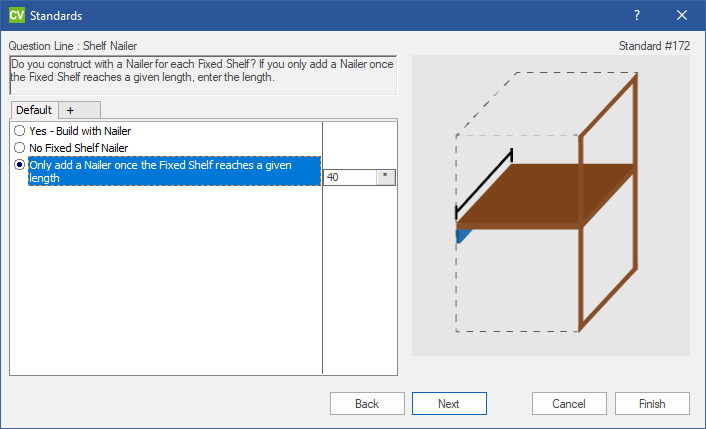 CV Standards
Question Line : Shelf Nailer
Standard #172
Do you construct with a Nailer for each Fixed Shelf? If you only add a Nailer once
the Fixed Shelf reaches a given length, enter the length.
Default +
Yes - Build with Nailer
No Fixed Shelf Nailer
Only add a Nailer once the Fixed Shelf reaches a given
length
40 "
Back Next Cancel Finish